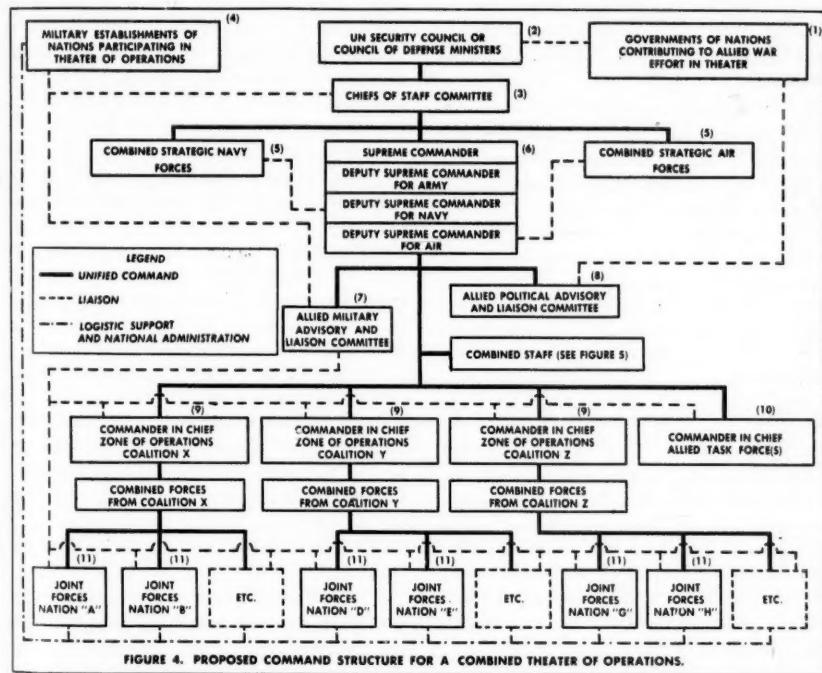 (4)
MILITARY ESTABLISHMENTS OF
NATIONS PARTICIPATING IN
THEATER OF OPERATIONS
UN SECURITY COUNCIL OR
COUNCIL OF DEFENSE MINISTERS
(2)
GOVERNMENTS OF NATIONS
CONTRIBUTING TO ALLIED WAR
EFFORT IN THEATER
(1)
CHIEFS OF STAFF COMMITTEE
(3)
COMBINED STRATEGIC NAVY
FORCES
(5)
SUPREME COMMANDER
(6)
DEPUTY SUPREME COMMANDER
FOR ARMY
DEPUTY SUPREME COMMANDER
FOR NAVY
DEPUTY SUPREME COMMANDER
FOR AIR
(5)
COMBINED STRATEGIC AIR
FORCES
LEGEND
UNIFIED COMMAND
LIAISON
LOGISTIC SUPPORT
AND NATIONAL ADMINISTRATION
(7)
ALLIED MILITARY
ADVISORY AND
LIAISON COMMITTEE
(8)
ALLIED POLITICAL ADVISORY
AND LIAISON COMMITTEE
COMBINED STAFF (SEE FIGURE 5)
(9)
COMMANDER IN CHIEF
ZONE OF OPERATIONS
COALITION X
(9)
COMMANDER IN CHIEF
ZONE OF OPERATIONS
COALITION Y
(9)
COMMANDER IN CHIEF
ZONE OF OPERATIONS
COALITION Z
(10)
COMMANDER IN CHIEF
ALLIED TASK FORCE(S)
COMBINED FORCES
FROM COALITION X
COMBINED FORCES
FROM COALITION Y
COMBINED FORCES
FROM COALITION Z
(11)
JOINT
FORCES
NATION "A"
(11)
JOINT
FORCES
NATION "B"
ETC.
(11)
JOINT
FORCES
NATION "D"
(11)
JOINT
FORCES
NATION "E"
ETC.
(11)
JOINT
FORCES
NATION "G"
(11)
JOINT
FORCES
NATION "H"
ETC.
FIGURE 4. PROPOSED COMMAND STRUCTURE FOR A COMBINED THEATER OF OPERATIONS.